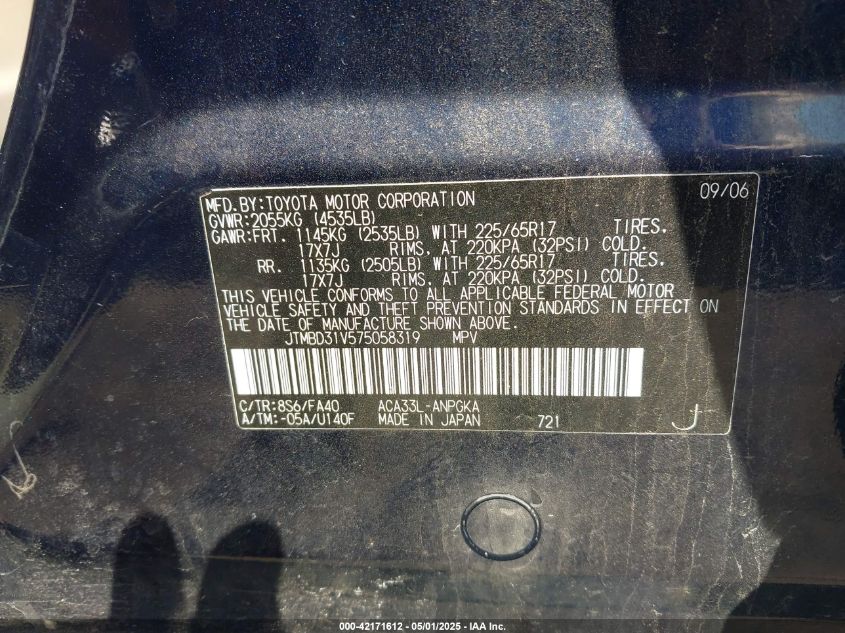 MFD.BY:TOYOTA MOTOR CORPORATION 09/06
GVWR:2055KG (4535LB)
GAWR:FRT. 1145KG (2535LB) WITH 225/65R17 TIRES.
17X7J RIMS. AT 220KPA (32PSI) COLD.
RR. 1135KG (2505LB) WITH 225/65R17 TIRES.
17X7J RIMS. AT 220KPA (32PSI) COLD.
THIS VEHICLE CONFORMS TO ALL APPLICABLE FEDERAL MOTOR
VEHICLE SAFETY AND THEFT PREVENTION STANDARDS IN EFFECT ON
THE DATE OF MANUFACTURE SHOWN ABOVE.
JTMBD31V575058319 MPV
C/TR:8S6/FA40 ACA33L-ANPGKA
A/TM:-05A/U140F MADE IN JAPAN 721 J
000-42171612 - 05/01/2025 - IAA Inc.